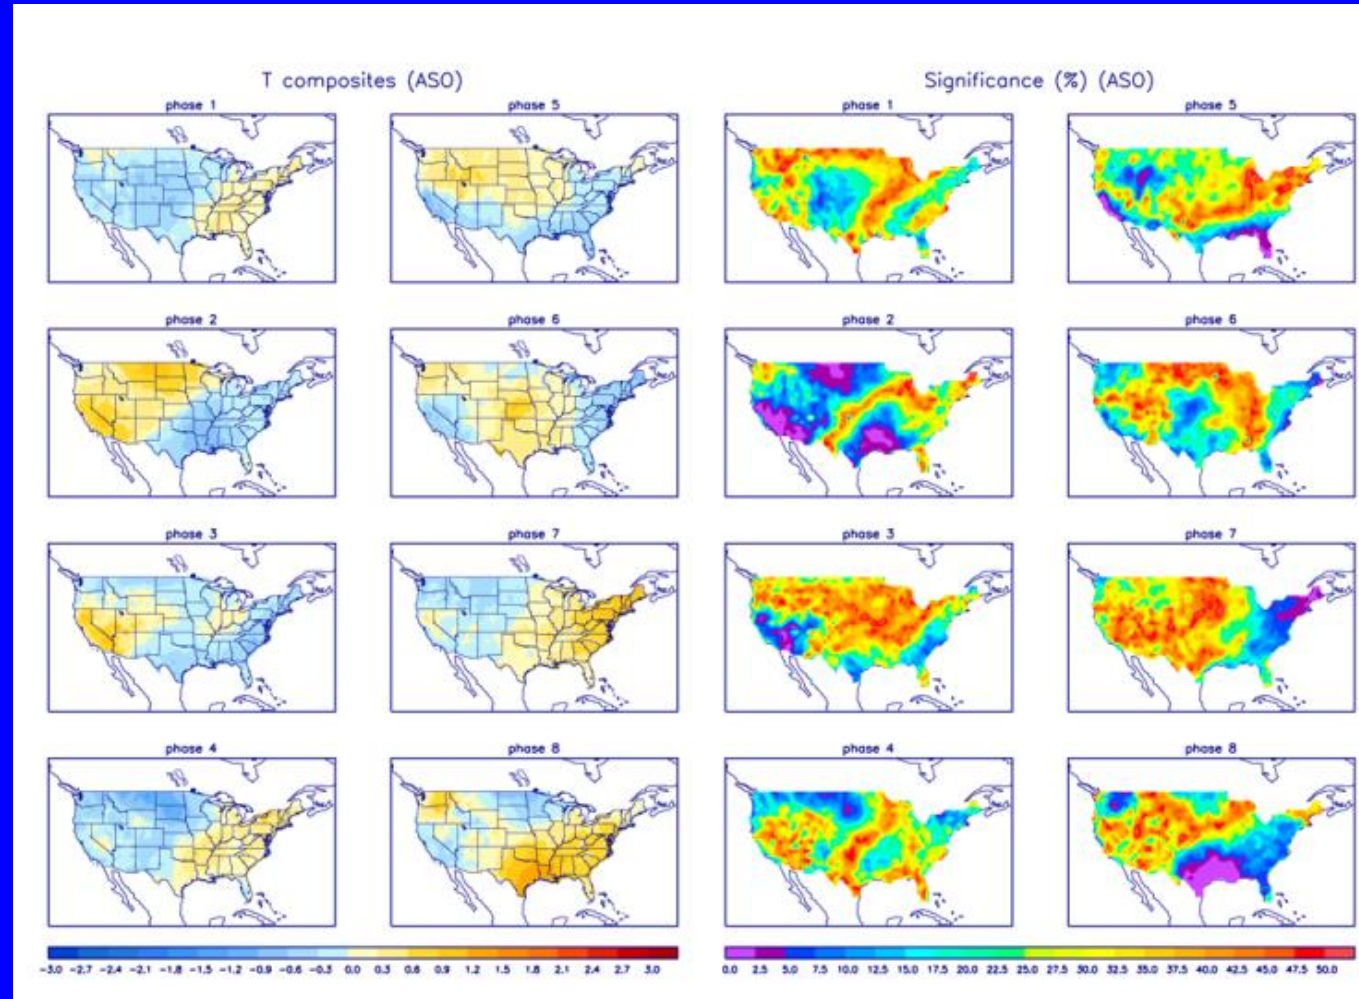 T composites (ASO)
Significance (%) (ASO)
phase 1
phase 5
phase 1
phase 5
phase 2
phase 6
phase 2
phase 6
phase 3
phase 7
phase 3
phase 7
phase 4
phase 8
phase 4
phase 8
-3.0 -2.7 -2.4 -2.1 -1.8 -1.5 -1.2 -0.9 -0.6 -0.3 0.0 0.3 0.6 0.9 1.2 1.5 1.8 2.1 2.4 2.7 3.0
0.0 2.5 5.0 7.5 10.0 12.5 15.0 17.5 20.0 22.5 25.0 27.5 30.0 32.5 35.0 37.5 40.0 42.5 45.0 47.5 50.0